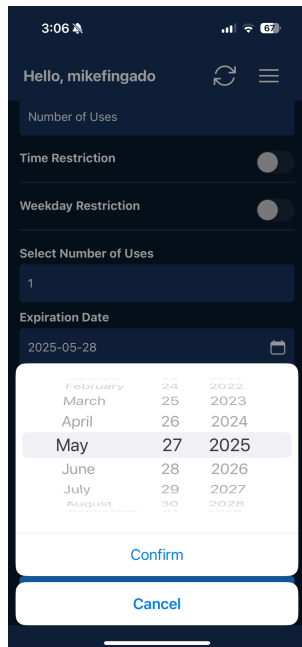 3:06
67
Hello, mikefingado
Number of Uses
Time Restriction
Weekday Restriction
Select Number of Uses
1
Expiration Date
2025-05-28
February 24 2022
March 25 2023
April 26 2024
May 27 2025
June 28 2026
July 29 2027
August 30 2028
Confirm
Cancel